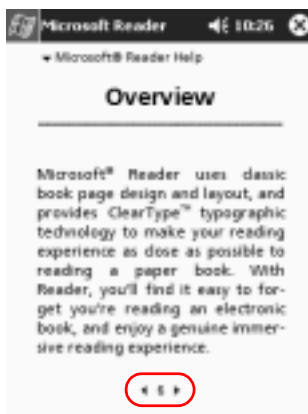 Microsoft Reader 10:26
Microsoft® Reader Help
Overview
Microsoft® Reader uses classic
book page design and layout, and
provides ClearType™ typographic
technology to make your reading
experience as close as possible to
reading a paper book. With
Reader, you'll find it easy to for-
get you're reading an electronic
book, and enjoy a genuine immer-
sive reading experience.